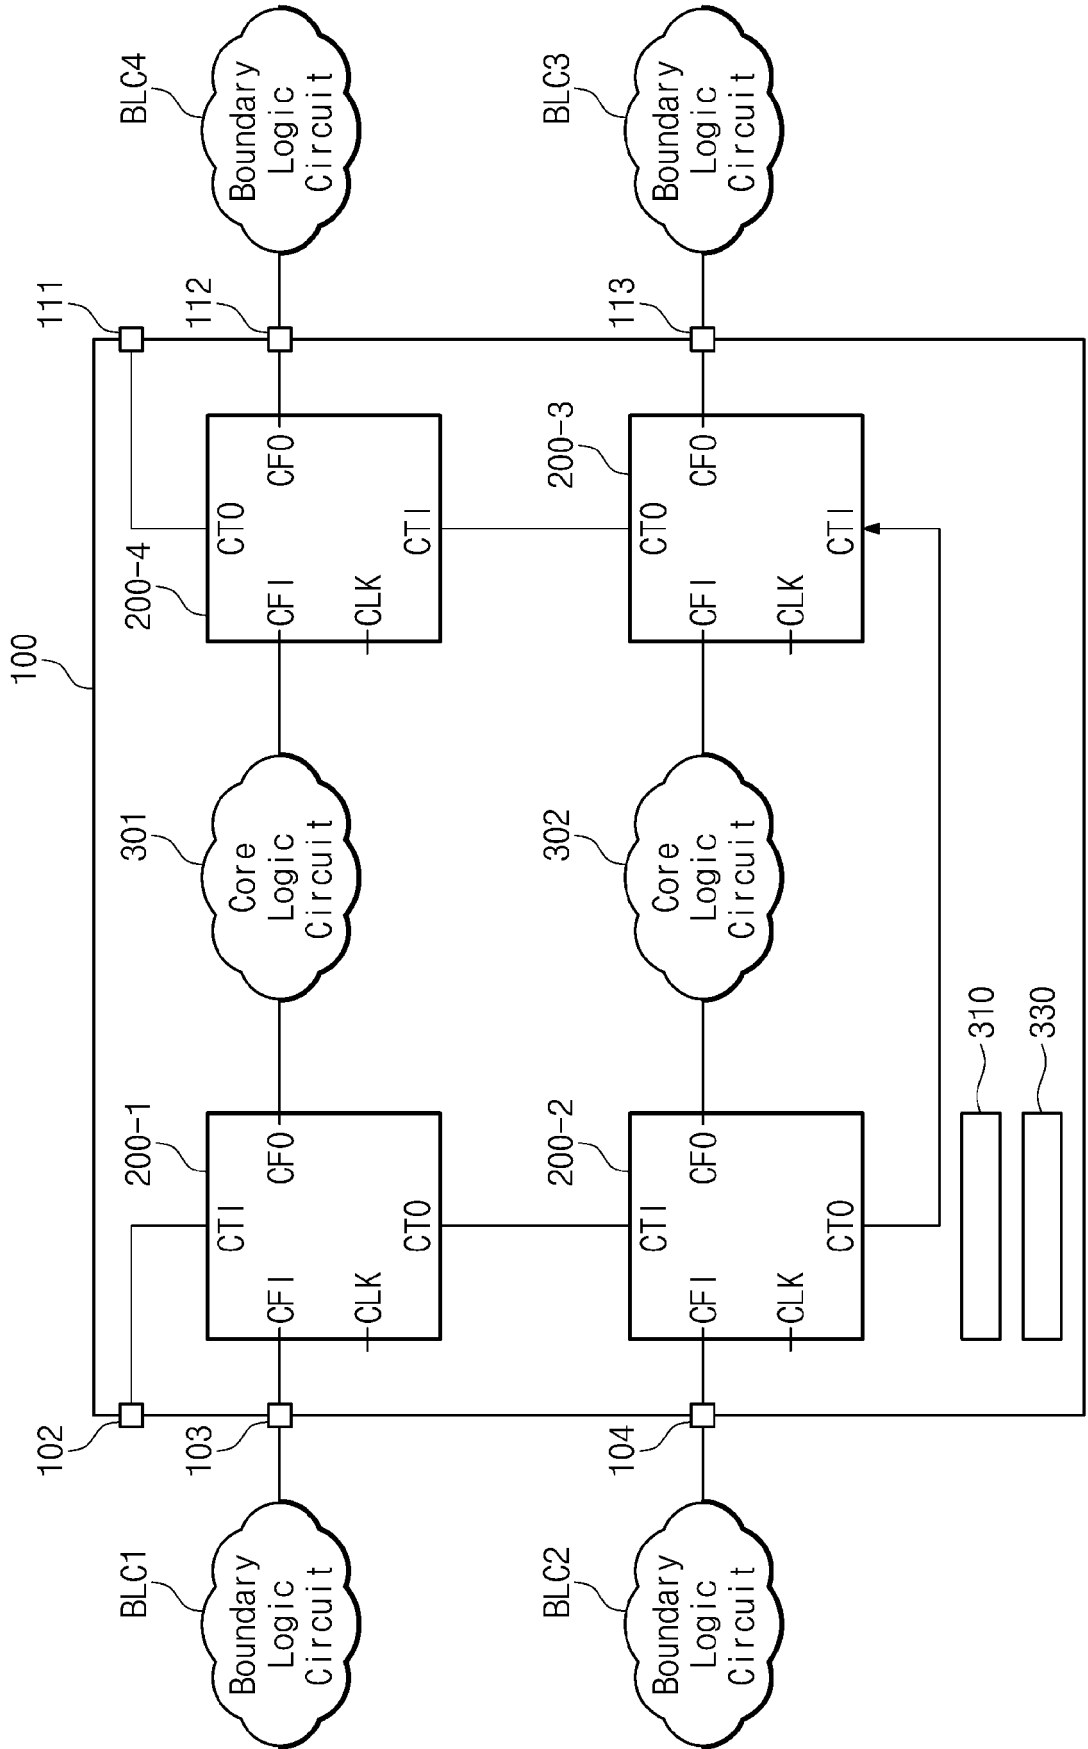 100
BLC1
Boundary
Logic
Circuit
102
103
200-1
CTI
CFI
CFO
CLK
CTO
301
Core
Logic
Circuit
200-4
CTO
CFI
CFO
CLK
CTI
111
112
BLC4
Boundary
Logic
Circuit
BLC2
Boundary
Logic
Circuit
104
200-2
CTI
CFI
CFO
CLK
CTO
302
Core
Logic
Circuit
200-3
CTO
CFI
CFO
CLK
CTI
113
BLC3
Boundary
Logic
Circuit
310
330